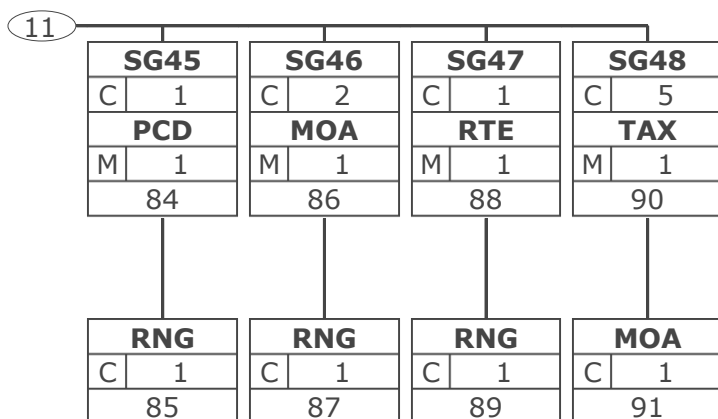 11
SG45 SG46 SG47 SG48
C 1 C 2 C 1 C 5
PCD MOA RTE TAX
M 1 M 1 M 1 M 1
84 86 88 90
RNG RNG RNG MOA
C 1 C 1 C 1 C 1
85 87 89 91